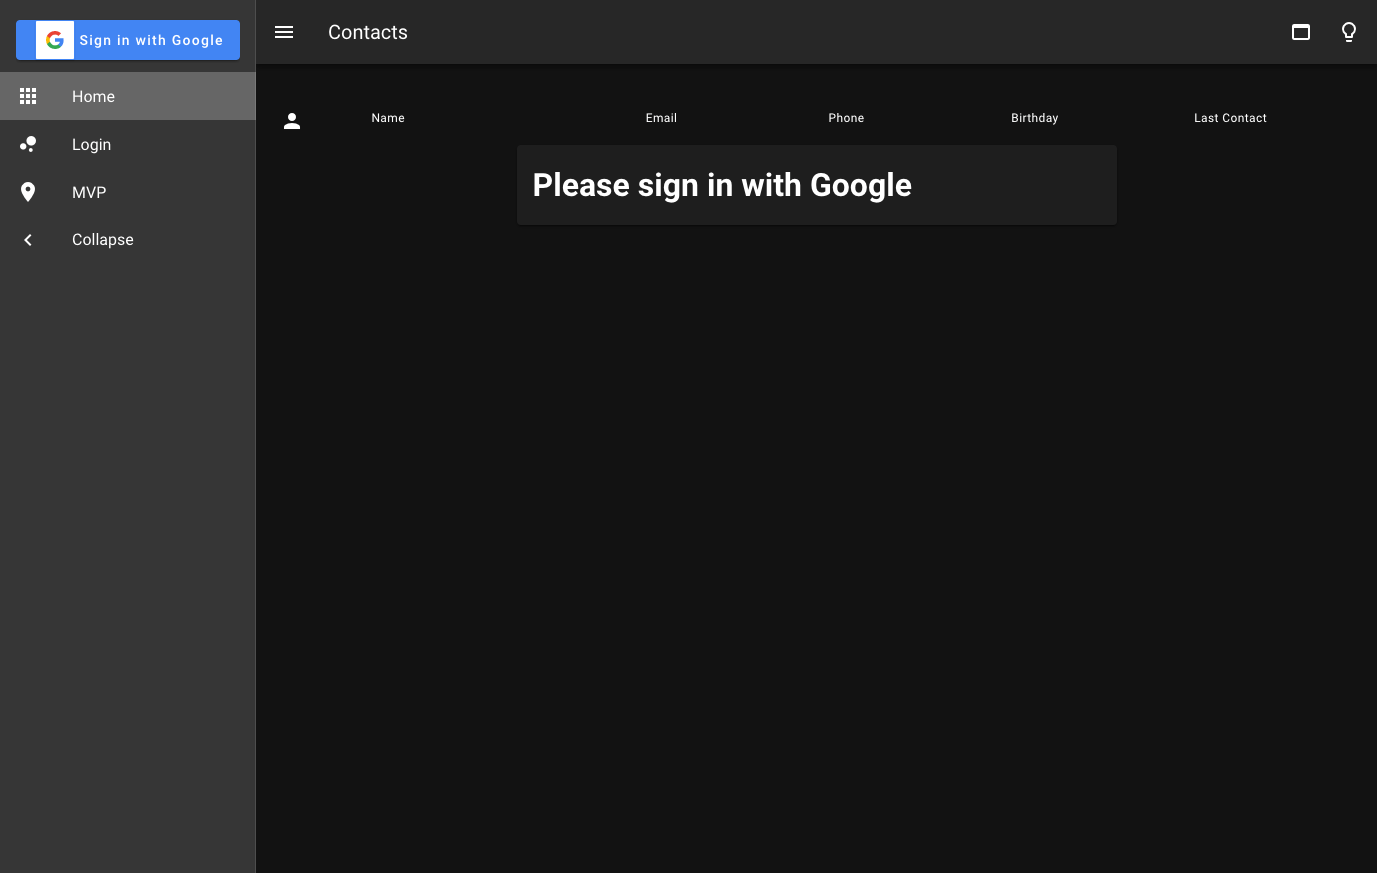 Sign in with Google
Home
Login
MVP
Collapse
Contacts
Name Email Phone Birthday Last Contact
Please sign in with Google